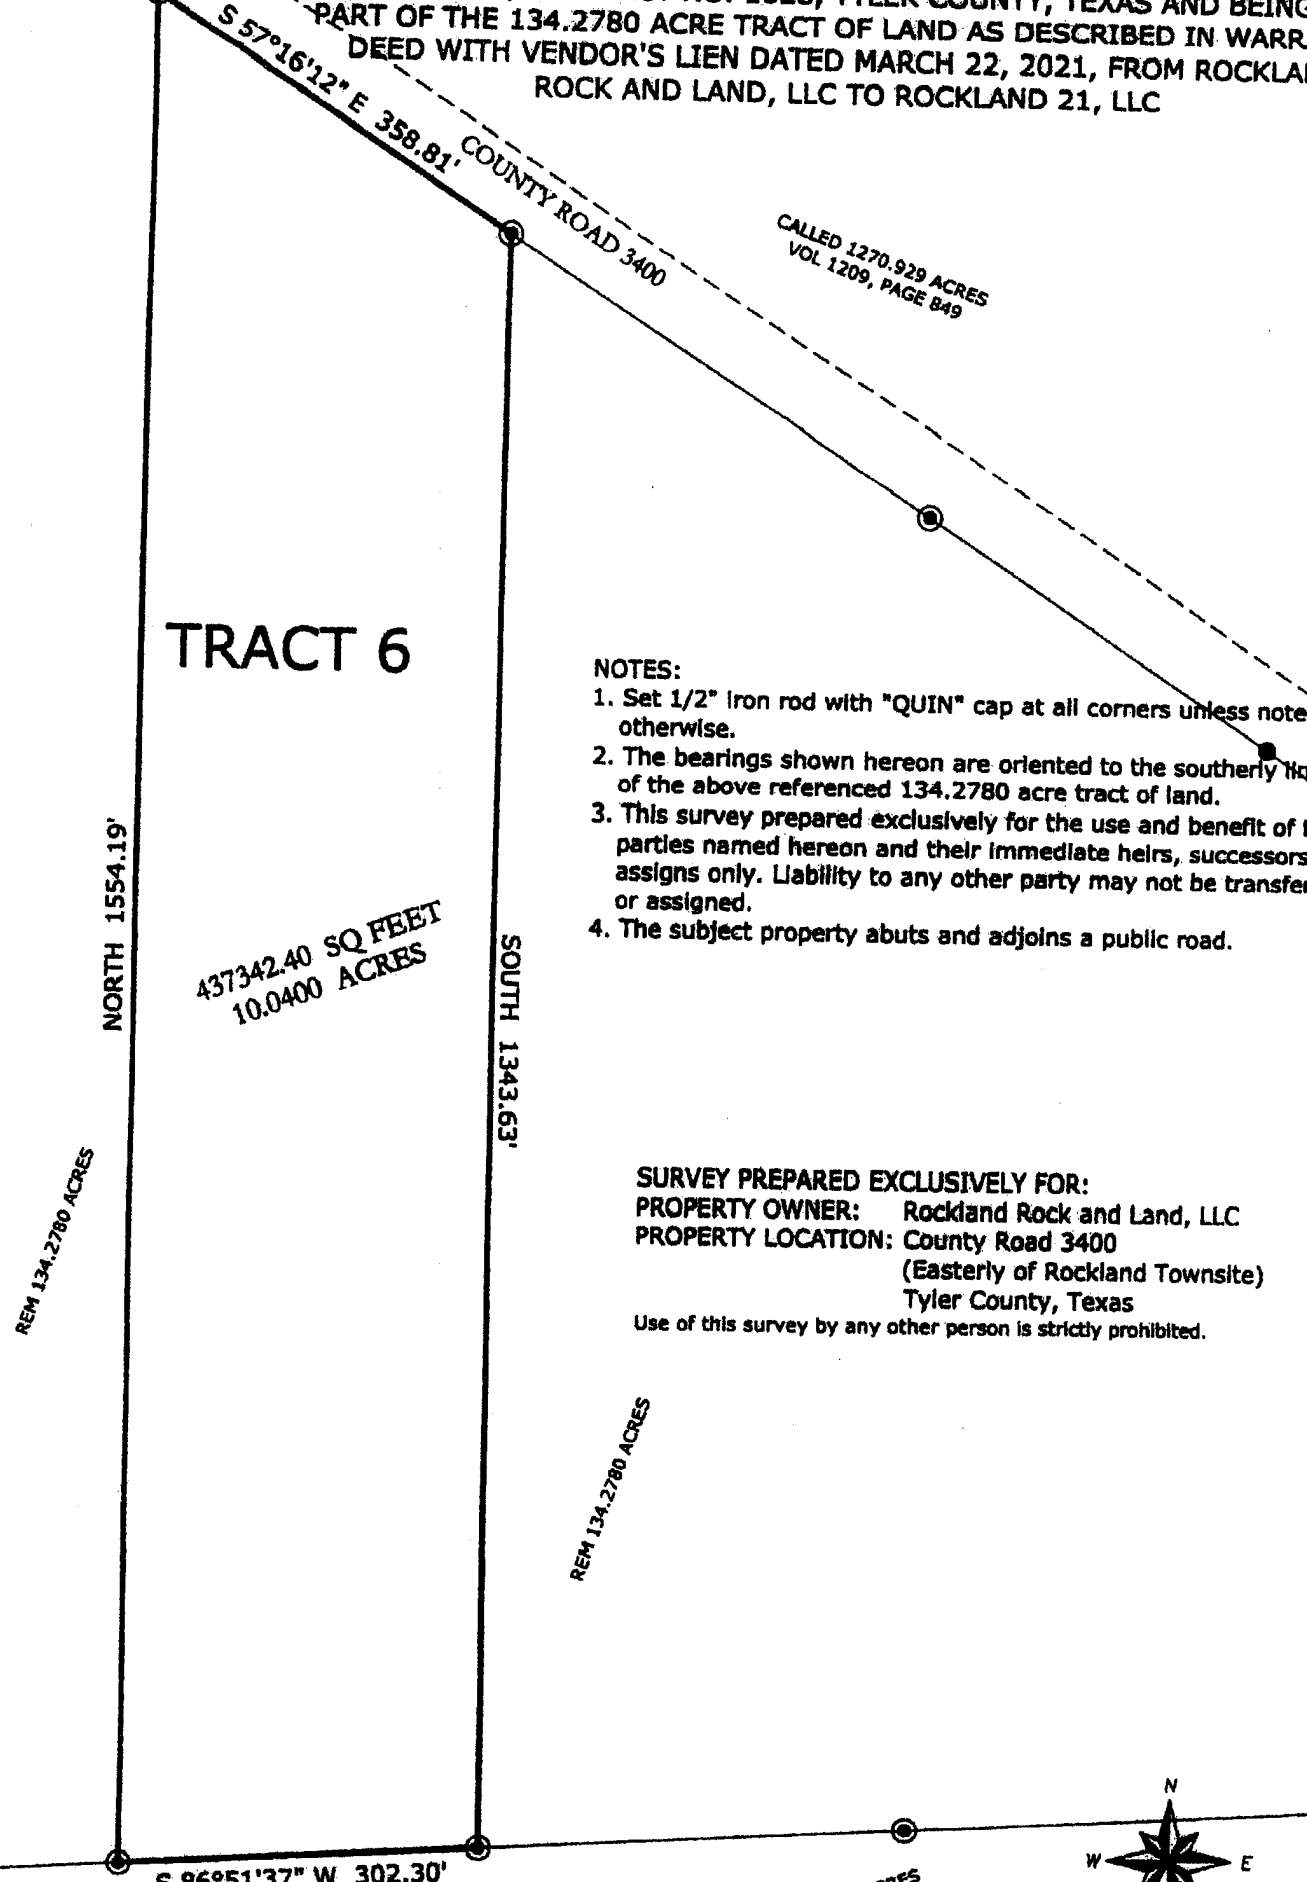 COUNTY, TEXAS AND BEING
PART OF THE 134.2780 ACRE TRACT OF LAND AS DESCRIBED IN
DEED WITH VENDOR'S LIEN DATED MARCH 22, 2021, FROM
ROCK AND LAND, LLC TO ROCKLAND 21, LLC
S 57°16'12" E 358.81'
COUNTY ROAD 3400
CALLED 1270.929 ACRES
VOL 1209, PAGE 849
TRACT 6
NOTES:
1. Set 1/2" iron rod with "QUIN" cap at all corners unless
otherwise.
2. The bearings shown hereon are oriented to the southerly
of the above referenced 134.2780 acre tract of land.
3. This survey prepared exclusively for the use and benefit of
parties named hereon and their immediate heirs, successors
assigns only. Liability to any other party may not be
or assigned.
4. The subject property abuts and adjoins a public road.
NORTH 1554.19'
437342.40 SQ FEET
10.0400 ACRES
SOUTH 1343.63'
REM 134.2780 ACRES
SURVEY PREPARED EXCLUSIVELY FOR:
PROPERTY OWNER: Rockland Rock and Land, LLC
PROPERTY LOCATION: County Road 3400
(Easterly of Rockland Townsite)
Tyler County, Texas
Use of this survey by any other person is strictly prohibited.
REM 134.2780 ACRES
N
W E
S 86°51'37" W 302.30'